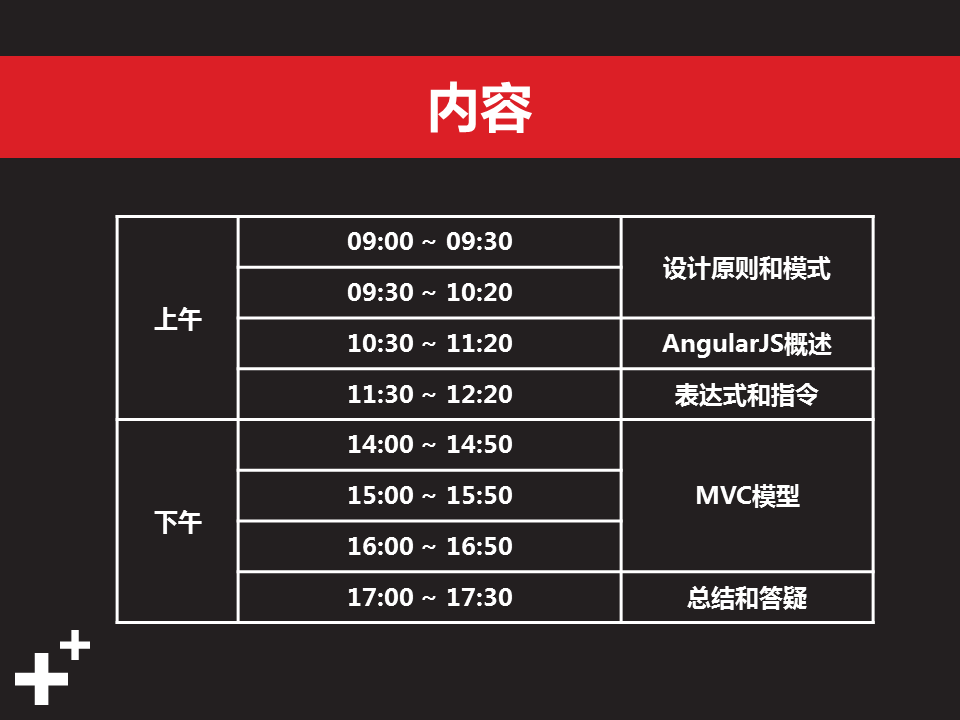 内容
上午
09:00 ~ 09:30
设计原则和模式
09:30 ~ 10:20
10:30 ~ 11:20
AngularJS概述
11:30 ~ 12:20
表达式和指令
下午
14:00 ~ 14:50
MVC模型
15:00 ~ 15:50
16:00 ~ 16:50
17:00 ~ 17:30
总结和答疑